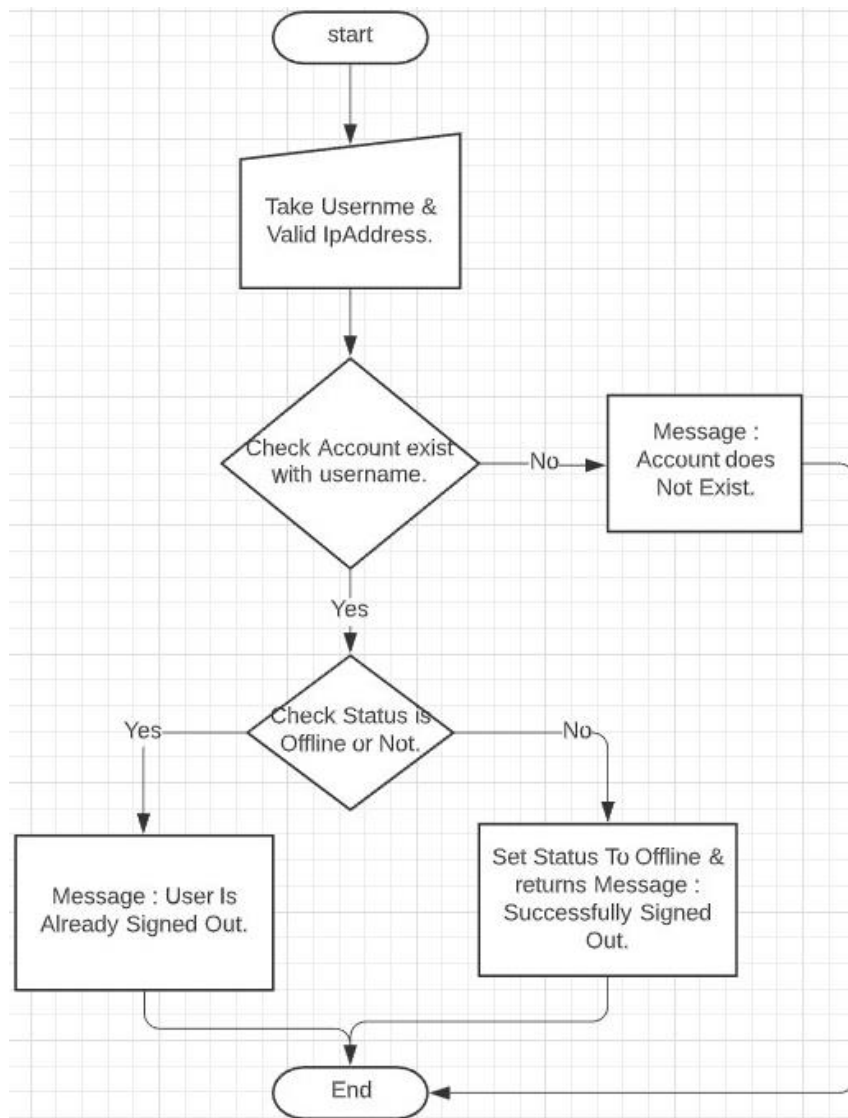 start
Take Usernme &
Valid IpAddress.
Check Account exist
with username.
No
Message :
Account does
Not Exist.
Yes
Check Status is
Offline or Not.
Yes
No
Message : User Is
Already Signed Out.
Set Status To Offline &
returns Message :
Successfully Signed
Out.
End